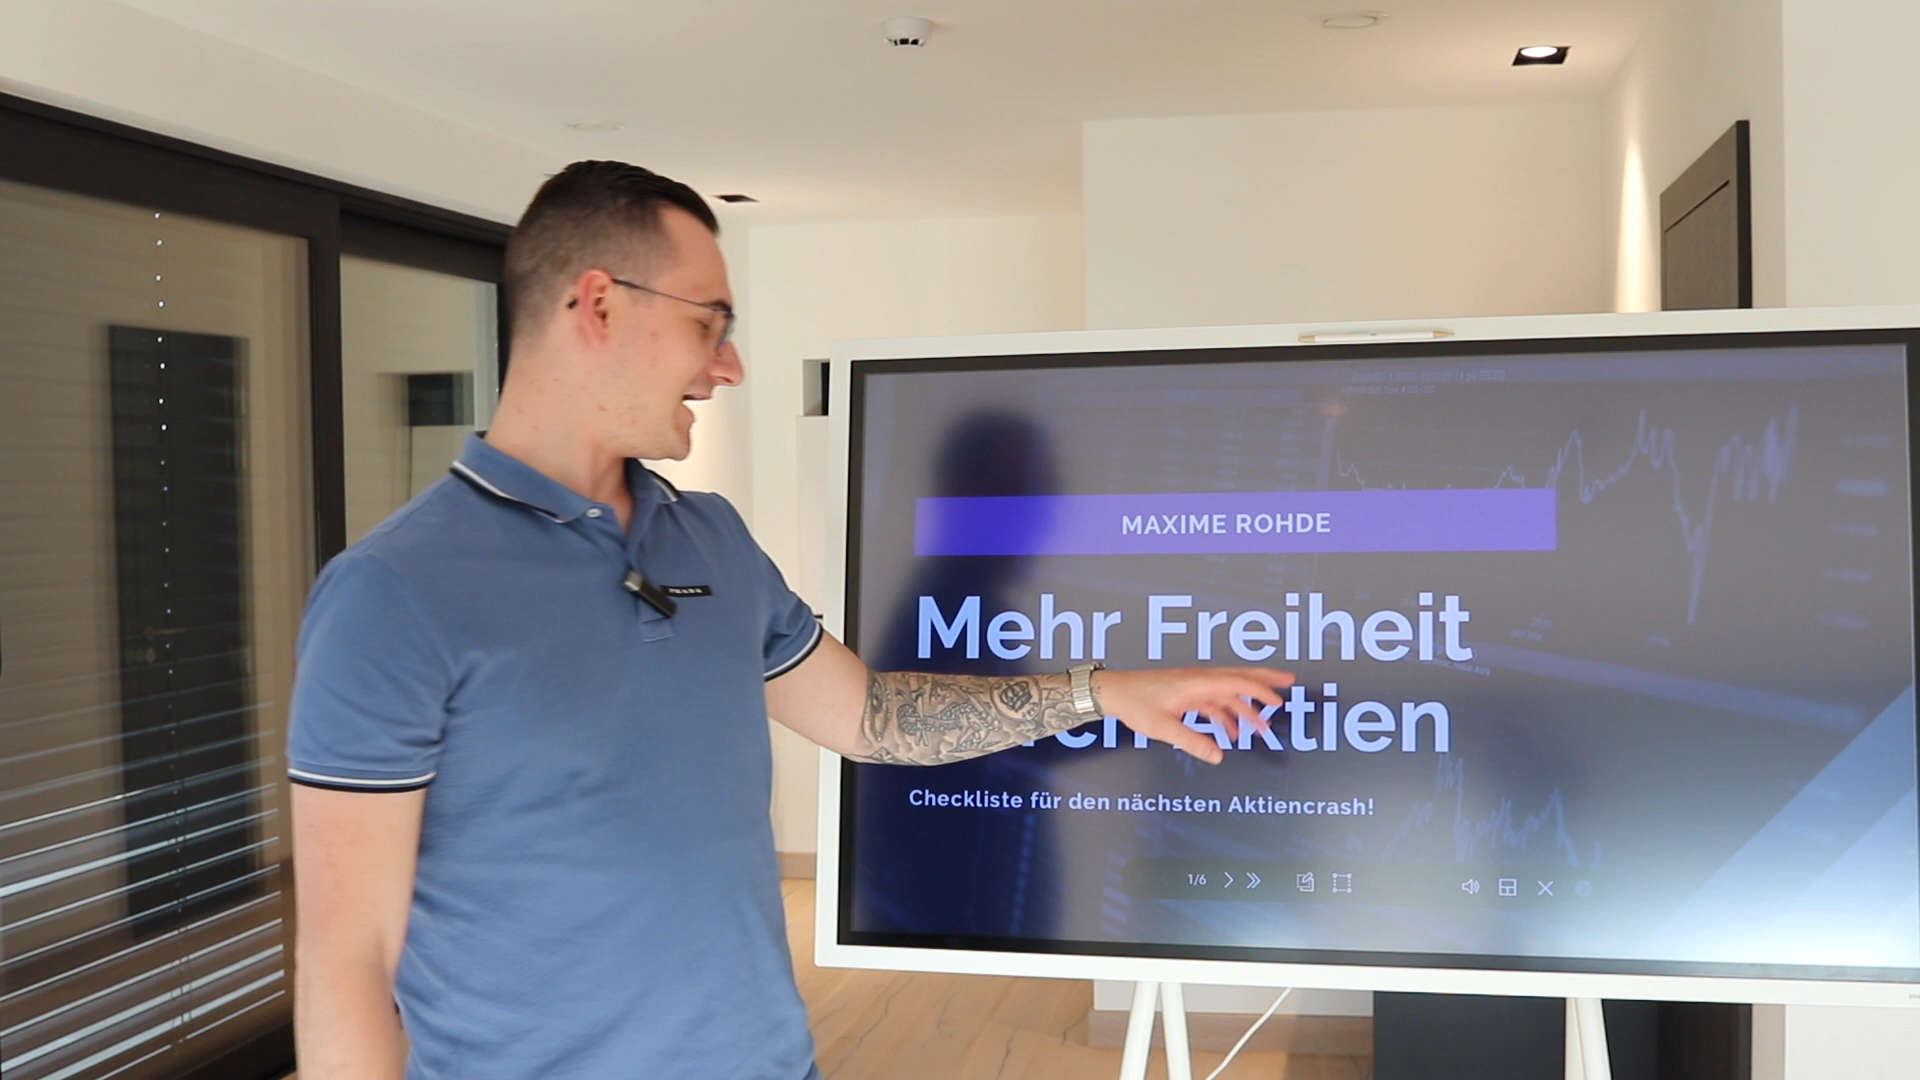 MAXIME ROHDE
Mehr Freiheit
Aktien
Checkliste für den nächsten Aktiencrash!
1/6